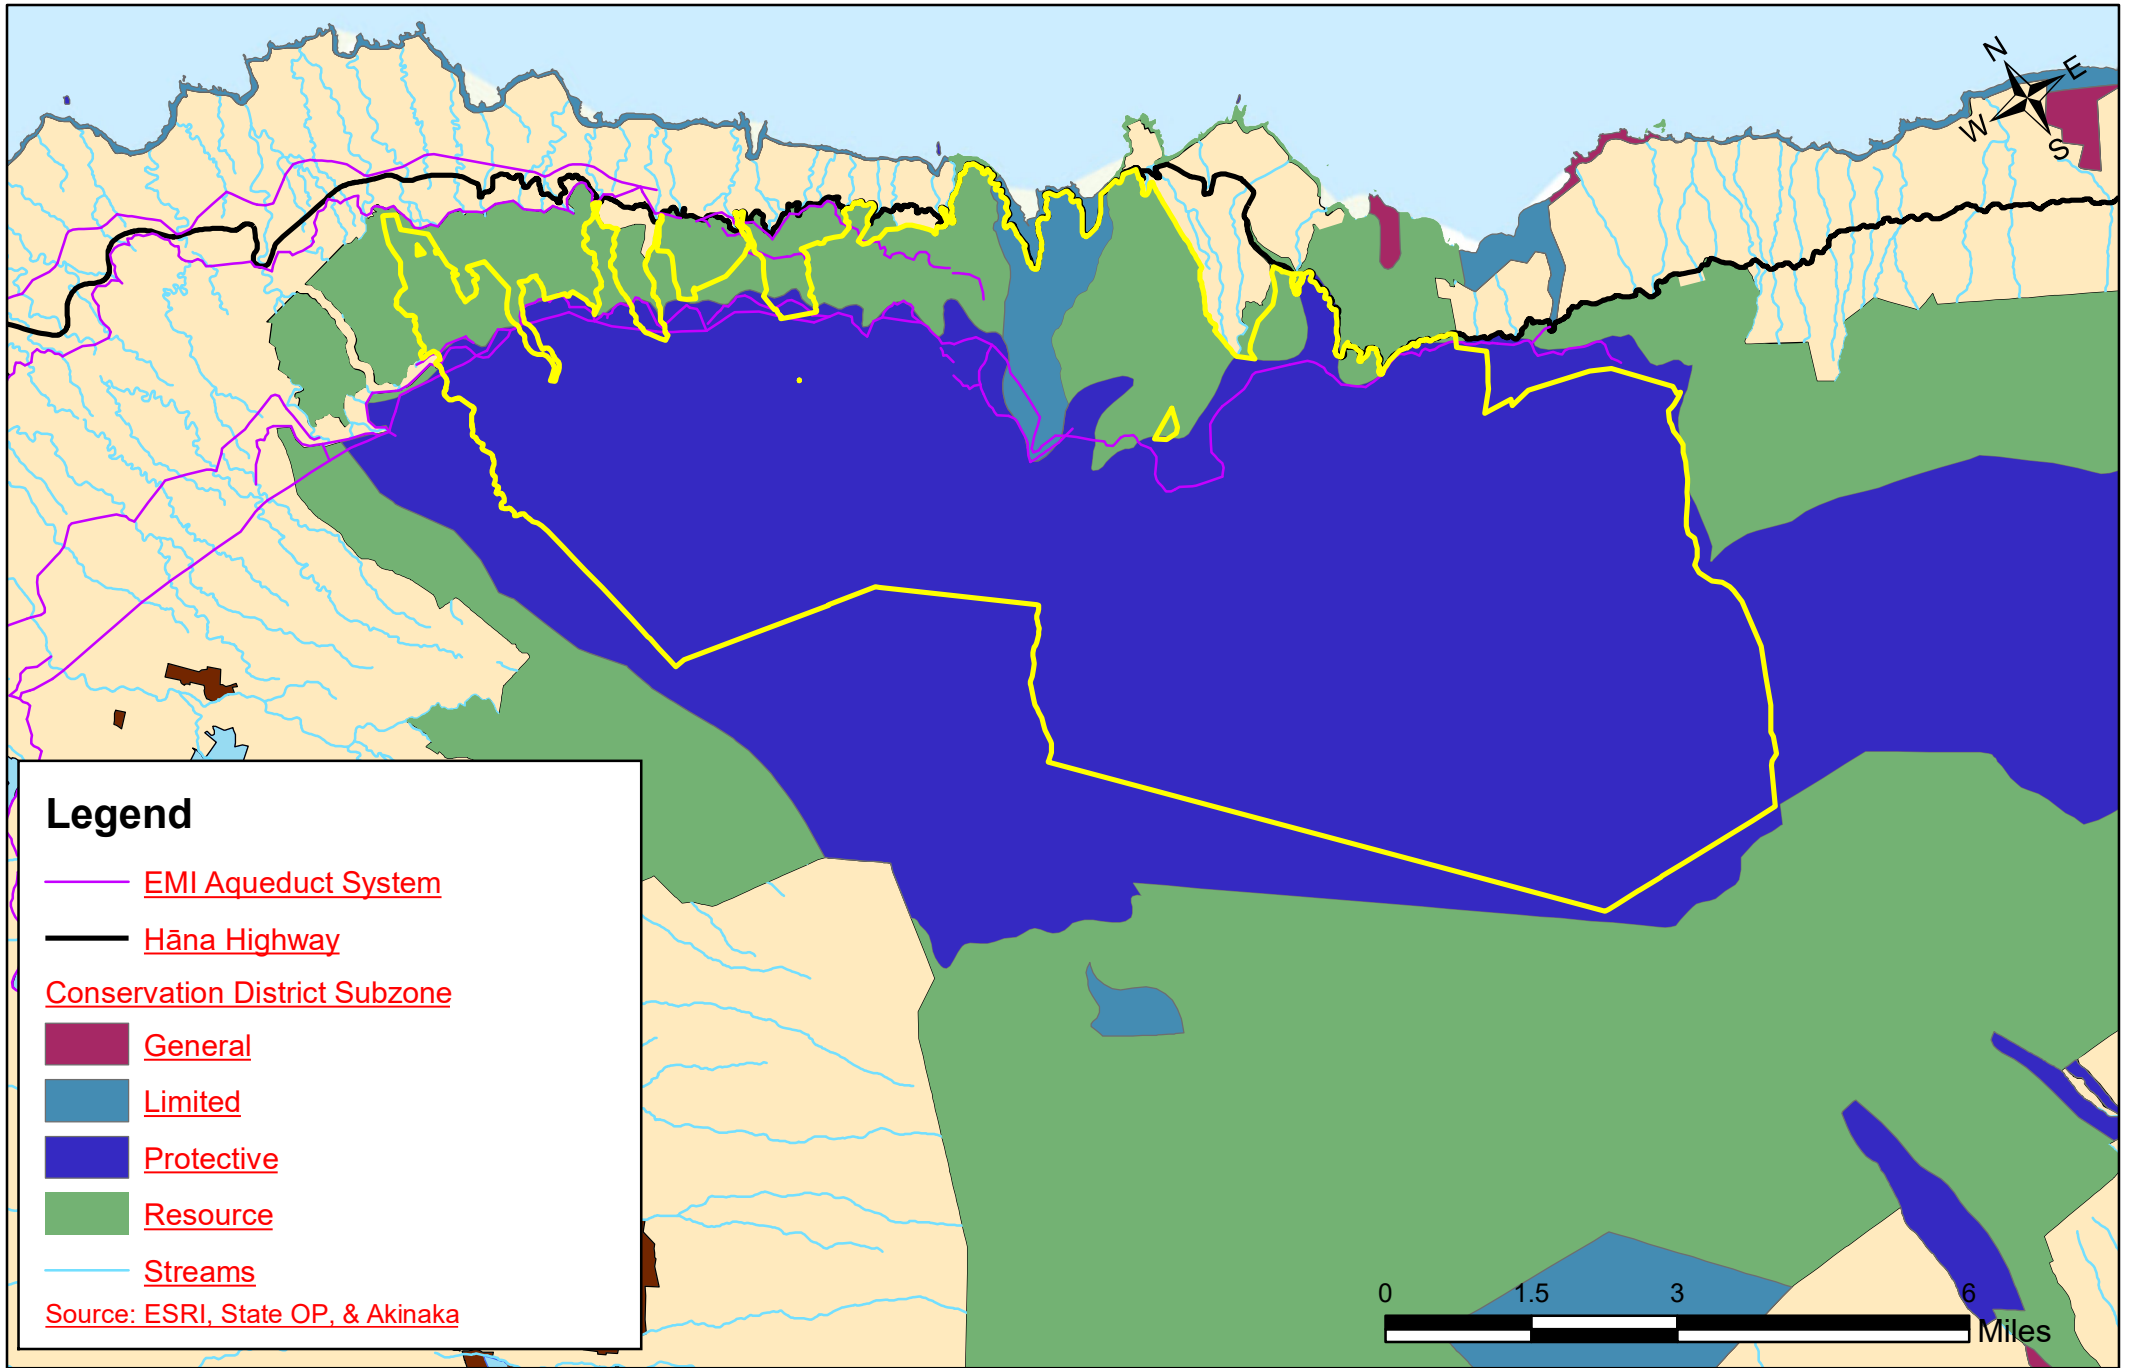 N
E
W
S
Legend
EMI Aqueduct System
Hāna Highway
Conservation District Subzone
General
Limited
Protective
Resource
Streams
Source: ESRI, State OP, & Akinaka
0 1.5 3 6
Miles